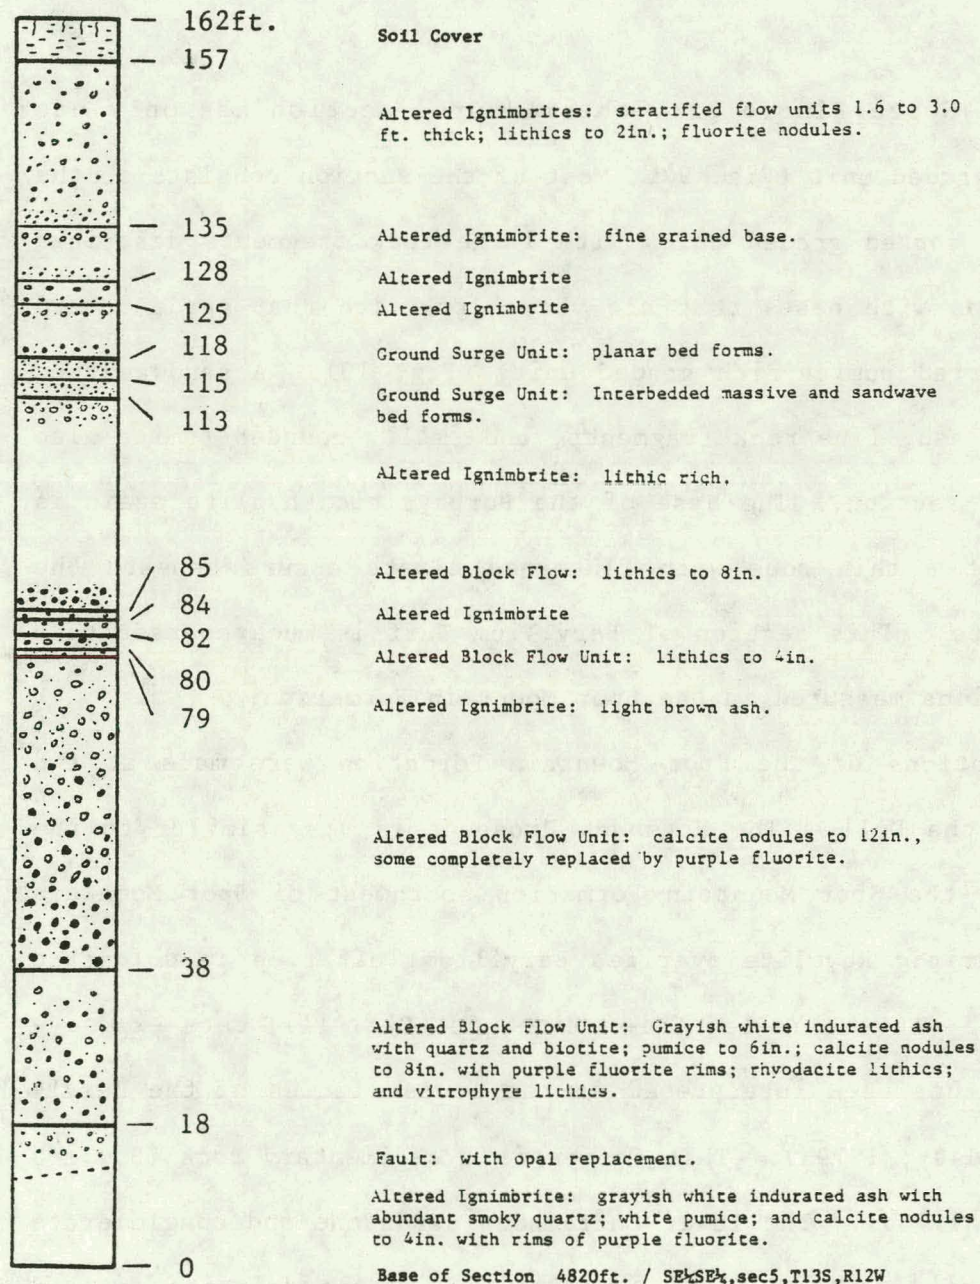 162ft.
Soil Cover
157
Altered Ignimbrites: stratified flow units 1.6 to 3.0
ft. thick; lithics to 2in.; fluorite nodules.
135
Altered Ignimbrite: fine grained base.
128
Altered Ignimbrite
125
Altered Ignimbrite
118
Ground Surge Unit: planar bed forms.
115
Ground Surge Unit: Interbedded massive and sandwave
bed forms.
113
Altered Ignimbrite: lithic rich.
85
Altered Block Flow: lithics to 8in.
84
Altered Ignimbrite
82
Altered Block Flow Unit: lithics to 4in.
80
Altered Ignimbrite: light brown ash.
79
Altered Block Flow Unit: calcite nodules to 12in.,
some completely replaced by purple fluorite.
38
Altered Block Flow Unit: Grayish white indurated ash
with quartz and biotite; pumice to 6in.; calcite nodules
to 8in. with purple fluorite rims; rhyodacite lithics;
and vitrophyre lithics.
18
Fault: with opal replacement.
Altered Ignimbrite: grayish white indurated ash with
abundant smoky quartz; white pumice; and calcite nodules
to 4in. with rims of purple fluorite.
0
Base of Section 4820ft. / SE¼SE¼,sec5,T13S,R12W